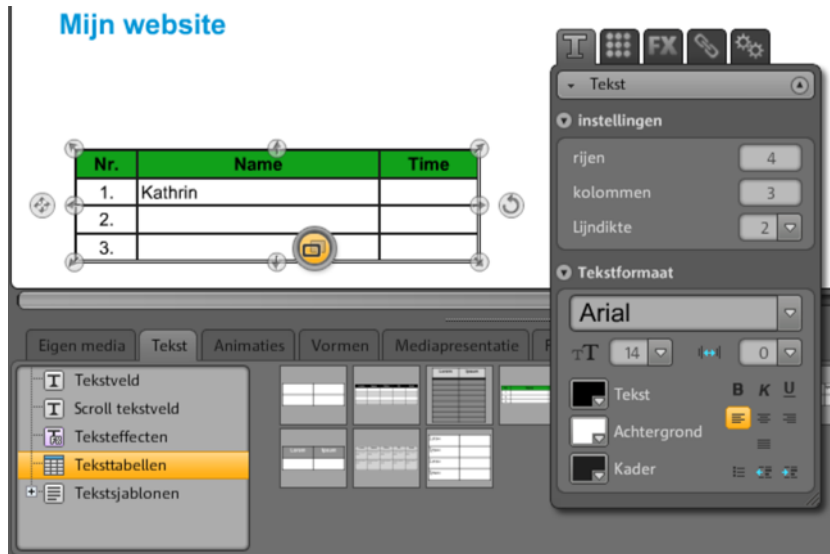 Mijn website
Nr. Name Time
1. Kathrin
2.
3.
FX
Tekst
instellingen
rijen 4
kolommen 3
Lijndikte 2
Tekstformaat
Arial
TT 14 0
Tekst B K U
Achtergrond
Kader
Eigen media Tekst Animaties Vormen Mediapresentatie F
Tekstveld
Scroll tekstveld
Teksteffecten
Teksttabellen
Tekstsjablonen